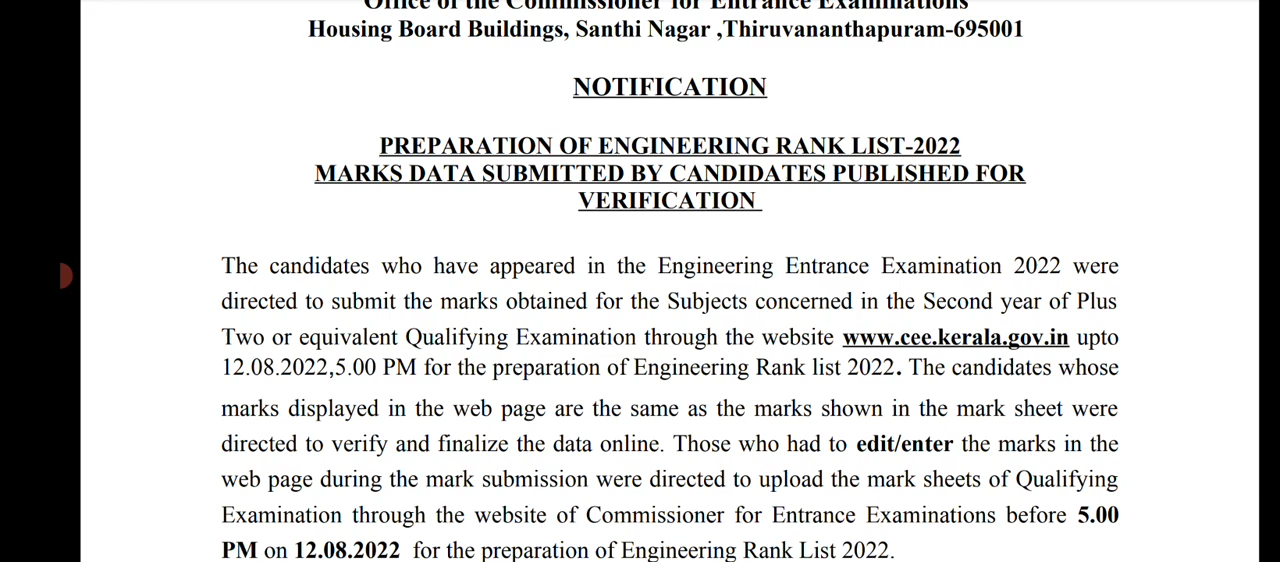 Office of the Commissioner for Entrance Examinations
Housing Board Buildings, Santhi Nagar ,Thiruvananthapuram-695001
NOTIFICATION
PREPARATION OF ENGINEERING RANK LIST-2022
MARKS DATA SUBMITTED BY CANDIDATES PUBLISHED FOR
VERIFICATION
The candidates who have appeared in the Engineering Entrance Examination 2022 were
directed to submit the marks obtained for the Subjects concerned in the Second year of Plus
Two or equivalent Qualifying Examination through the website www.cee.kerala.gov.in upto
12.08.2022,5.00 PM for the preparation of Engineering Rank list 2022. The candidates whose
marks displayed in the web page are the same as the marks shown in the mark sheet were
directed to verify and finalize the data online. Those who had to edit/enter the marks in the
web page during the mark submission were directed to upload the mark sheets of Qualifying
Examination through the website of Commissioner for Entrance Examinations before 5.00
PM on 12.08.2022 for the preparation of Engineering Rank List 2022.